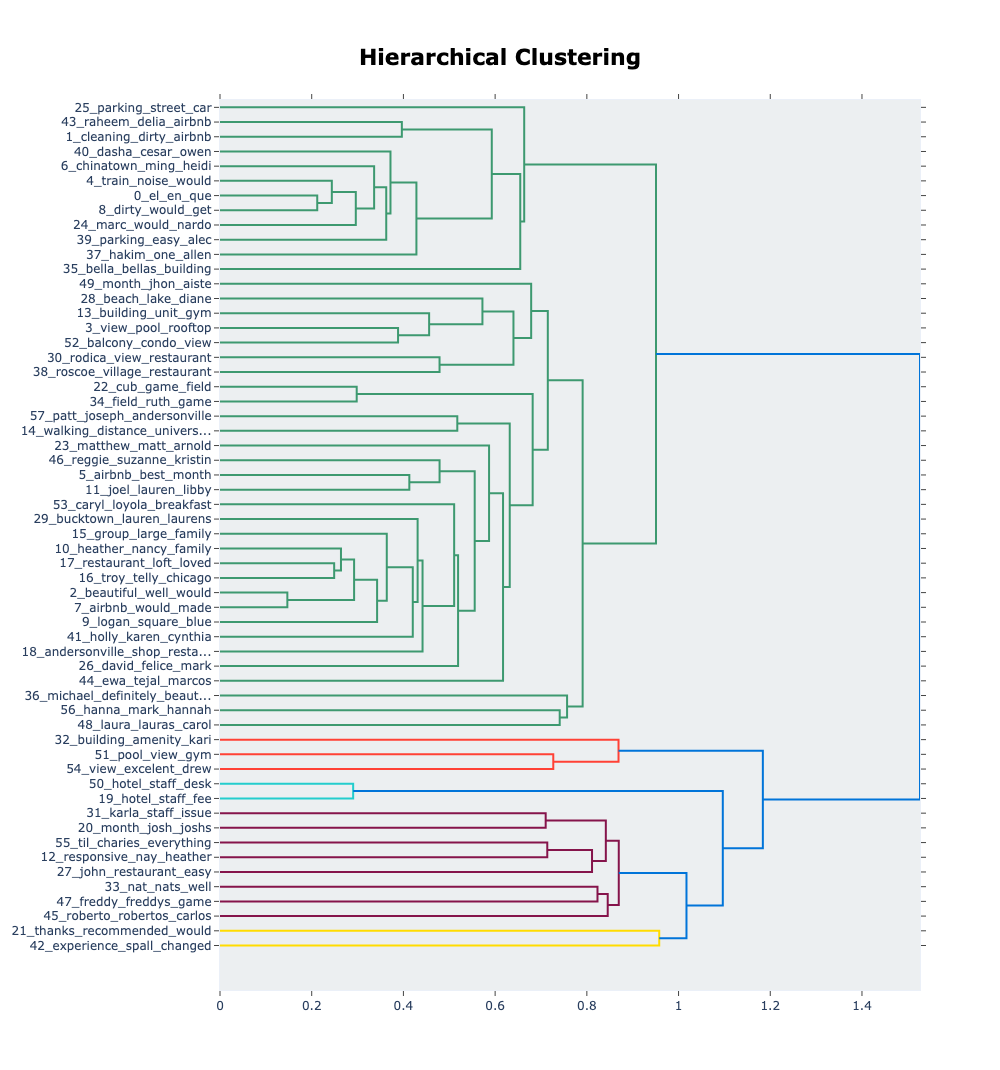 Hierarchical Clustering
25_parking_street_car
43_raheem_delia_airbnb
1_cleaning_dirty_airbnb
40_dasha_cesar_owen
6_chinatown_ming_heidi
4_train_noise_would
0_el_en_que
8_dirty_would_get
24_marc_would_nardo
39_parking_easy_alec
37_hakim_one_allen
35_bella_bellas_building
49_month_jhon_aiste
28_beach_lake_diane
13_building_unit_gym
3_view_pool_rooftop
52_balcony_condo_view
30_rodica_view_restaurant
38_roscoe_village_restaurant
22_cub_game_field
34_field_ruth_game
57_patt_joseph_andersonville
14_walking_distance_univers...
23_matthew_matt_arnold
46_reggie_suzanne_kristin
5_airbnb_best_month
11_joel_lauren_libby
53_caryl_loyola_breakfast
29_bucktown_lauren_laurens
15_group_large_family
10_heather_nancy_family
17_restaurant_loft_loved
16_troy_telly_chicago
2_beautiful_well_would
7_airbnb_would_made
9_logan_square_blue
41_holly_karen_cynthia
18_andersonville_shop_resta...
26_david_felice_mark
44_ewa_tejal_marcos
36_michael_definitely_beaut...
56_hanna_mark_hannah
48_laura_lauras_carol
32_building_amenity_kari
51_pool_view_gym
54_view_excelent_drew
50_hotel_staff_desk
19_hotel_staff_fee
31_karla_staff_issue
20_month_josh_joshs
55_til_charies_everything
12_responsive_nay_heather
27_john_restaurant_easy
33_nat_nats_well
47_freddy_freddys_game
45_roberto_robertos_carlos
21_thanks_recommended_would
42_experience_spall_changed
0 0.2 0.4 0.6 0.8 1 1.2 1.4